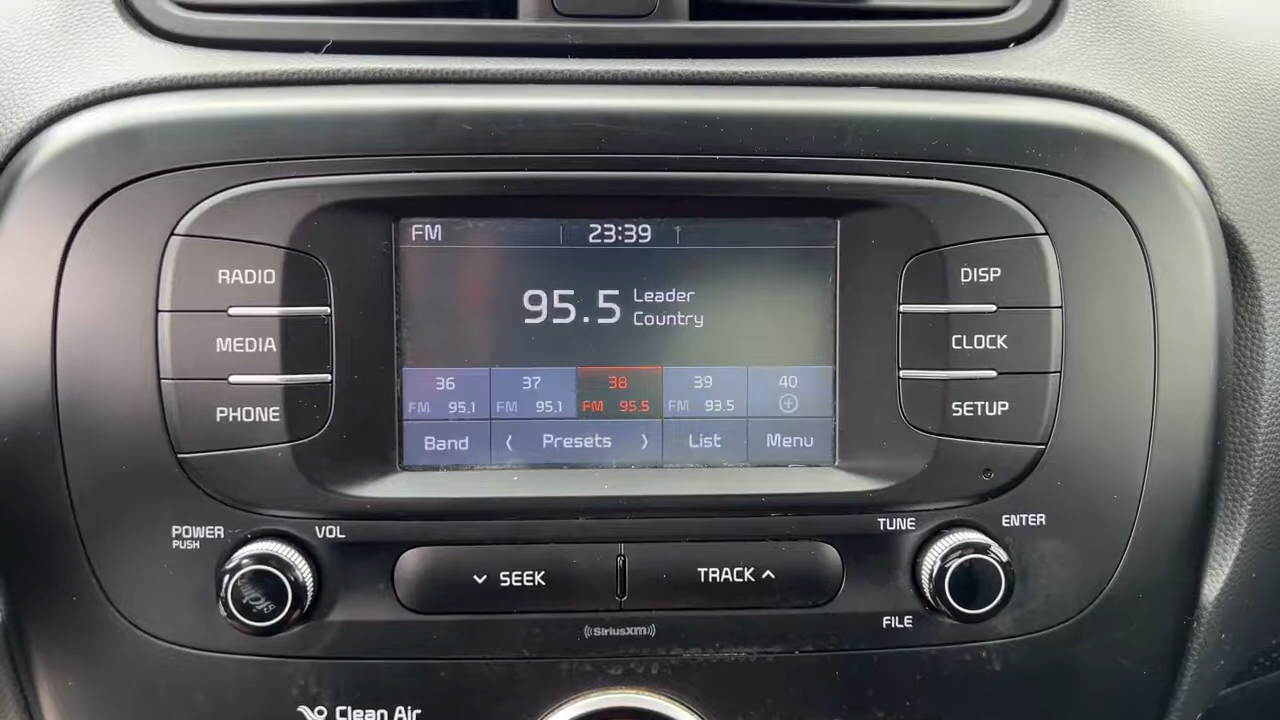 FM 23:39
95.5 Leader
Country
36 37 38 39 40
FM 95.1 FM 95.1 FM 95.5 FM 93.5
Band Presets List Menu
RADIO
MEDIA
PHONE
DISP
CLOCK
SETUP
POWER
PUSH
VOL
SEEK
TRACK
TUNE
ENTER
FILE
SiriusXM
Clean Air